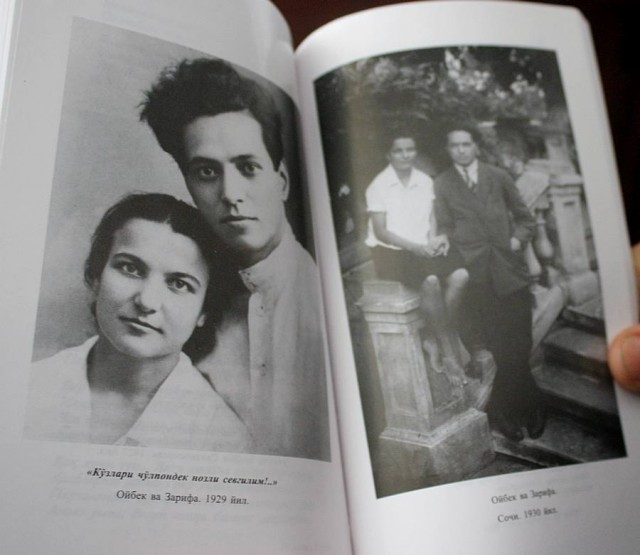 «Кўзлари чўлпондек нозли севгилим!..»
Ойбек ва Зарифа. 1929 йил.
Ойбек ва Зарифа.
Сочи. 1930 йил.